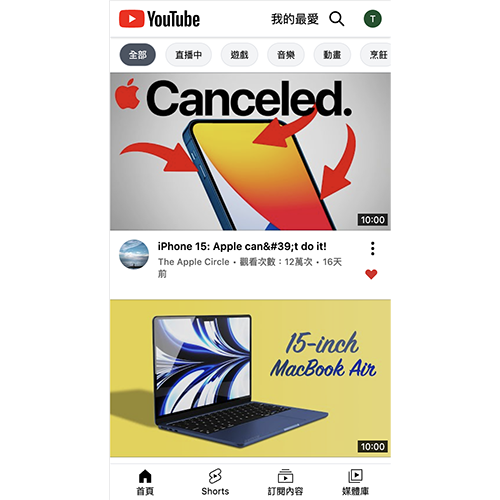 YouTube 我的最愛 T
全部 直播中 遊戲 音樂 動畫 烹飪
Canceled.
10:00
iPhone 15: Apple can&#39;t do it!
The Apple Circle • 觀看次數：12萬次 • 16天
前
15-inch
MacBook Air
10:00
首頁 Shorts 訂閱內容 媒體庫